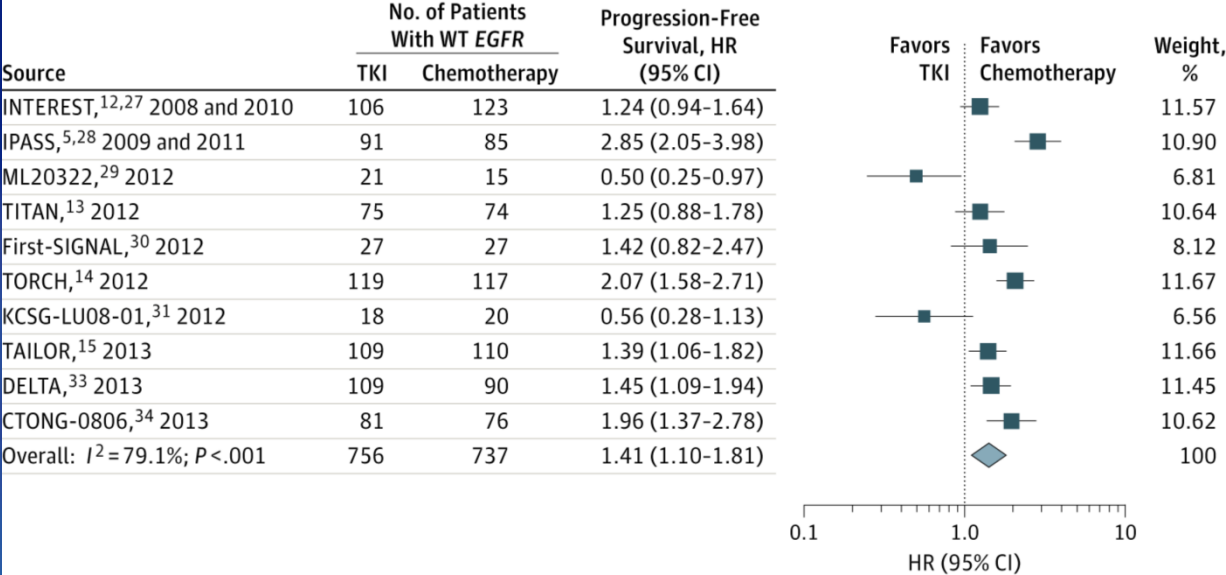 No. of Patients
With WT EGFR
Progression-Free
Survival, HR
(95% CI)
Favors
TKI
Favors
Chemotherapy
Weight,
%
Source TKI Chemotherapy
INTEREST,12,27 2008 and 2010 106 123 1.24 (0.94–1.64) 11.57
IPASS,5,28 2009 and 2011 91 85 2.85 (2.05–3.98) 10.90
ML20322,29 2012 21 15 0.50 (0.25–0.97) 6.81
TITAN,13 2012 75 74 1.25 (0.88–1.78) 10.64
First-SIGNAL,30 2012 27 27 1.42 (0.82–2.47) 8.12
TORCH,14 2012 119 117 2.07 (1.58–2.71) 11.67
KCSG-LU08-01,31 2012 18 20 0.56 (0.28–1.13) 6.56
TAILOR,15 2013 109 110 1.39 (1.06–1.82) 11.66
DELTA,33 2013 109 90 1.45 (1.09–1.94) 11.45
CTONG-0806,34 2013 81 76 1.96 (1.37–2.78) 10.62
Overall: I2 = 79.1%; P <.001 756 737 1.41 (1.10–1.81) 100
0.1 1.0 10
HR (95% CI)